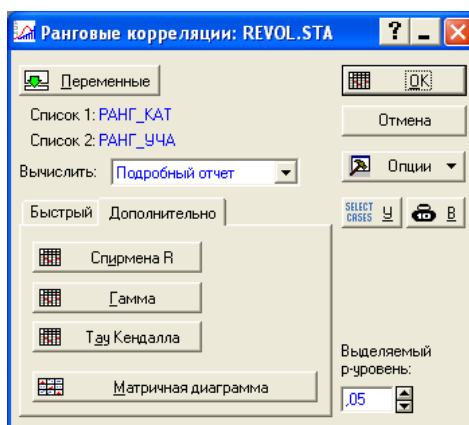 Ранговые корреляции: REVOL.STA
Переменные
Список 1: РАНГ_КАТ
Список 2: РАНГ_УЧА
Вычислить: Подробный отчет
Быстрый Дополнительно
Спирмена R
Гамма
Тау Кендалла
Матричная диаграмма
OK
Отмена
Опции
SELECT CASES У В
Выделяемый
p-уровень:
,05